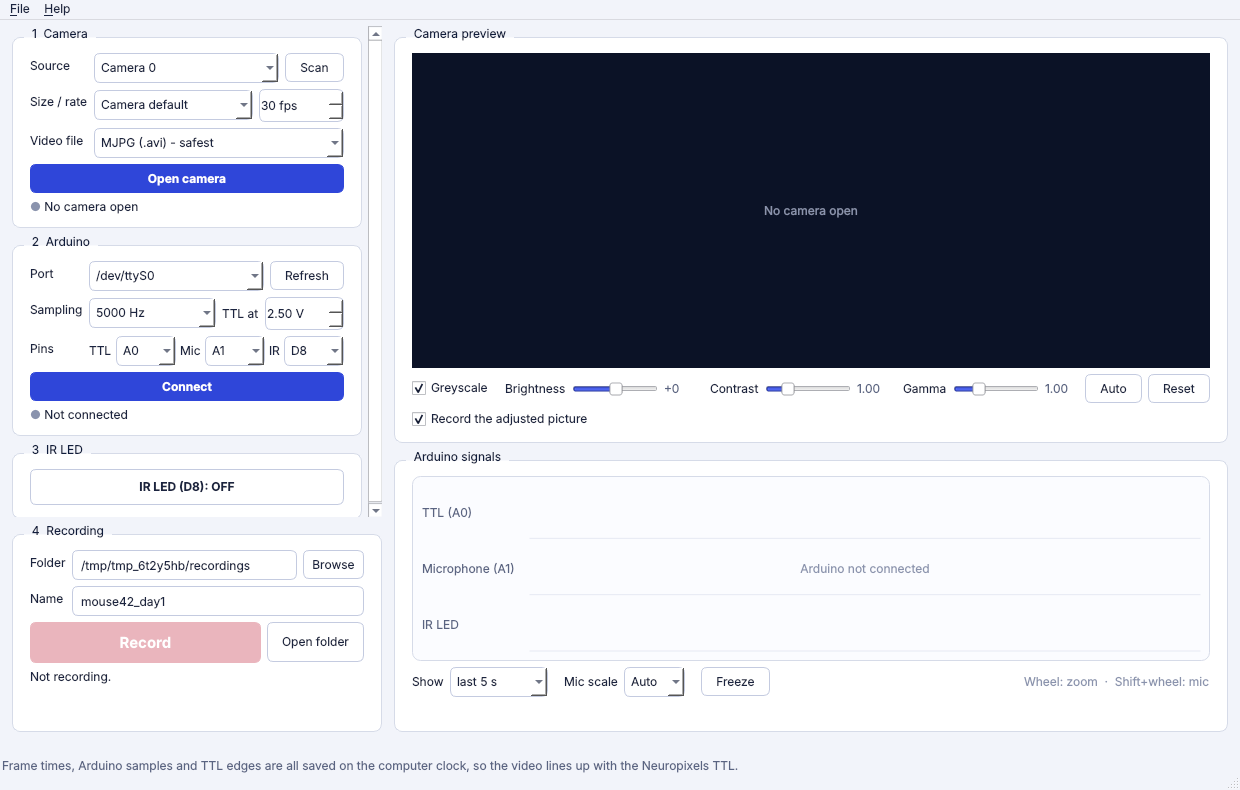 File Help
1 Camera
Source Camera 0 Scan
Size / rate Camera default 30 fps
Video file MJPG (.avi) - safest
Open camera
No camera open
2 Arduino
Port /dev/ttyS0 Refresh
Sampling 5000 Hz TTL at 2.50 V
Pins TTL A0 Mic A1 IR D8
Connect
Not connected
3 IR LED
IR LED (D8): OFF
4 Recording
Folder /tmp/tmp_6t2y5hb/recordings Browse
Name mouse42_day1
Record Open folder
Not recording.
Camera preview
No camera open
Greyscale Brightness +0 Contrast 1.00 Gamma 1.00 Auto Reset
Record the adjusted picture
Arduino signals
TTL (A0)
Microphone (A1) Arduino not connected
IR LED
Show last 5 s Mic scale Auto Freeze Wheel: zoom · Shift+wheel: mic
Frame times, Arduino samples and TTL edges are all saved on the computer clock, so the video lines up with the Neuropixels TTL.